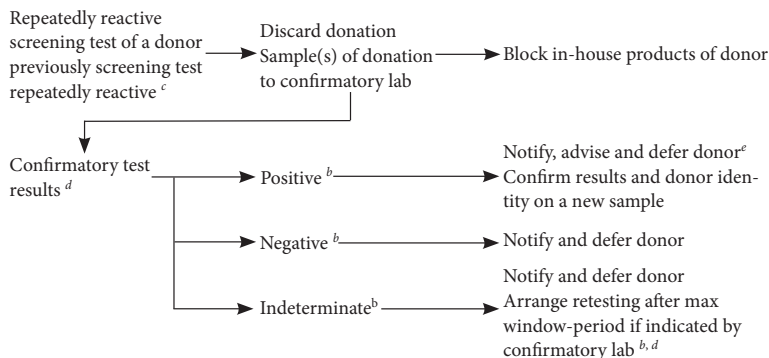 Repeatedly reactive
screening test of a donor
previously screening test
repeatedly reactive c
Discard donation
Sample(s) of donation
to confirmatory lab
Block in-house products of donor
Confirmatory test
results d
Positive b
Notify, advise and defer donore
Confirm results and donor iden-
tity on a new sample
Negative b
Notify and defer donor
Indeterminateb
Notify and defer donor
Arrange retesting after max
window-period if indicated by
confirmatory lab b, d